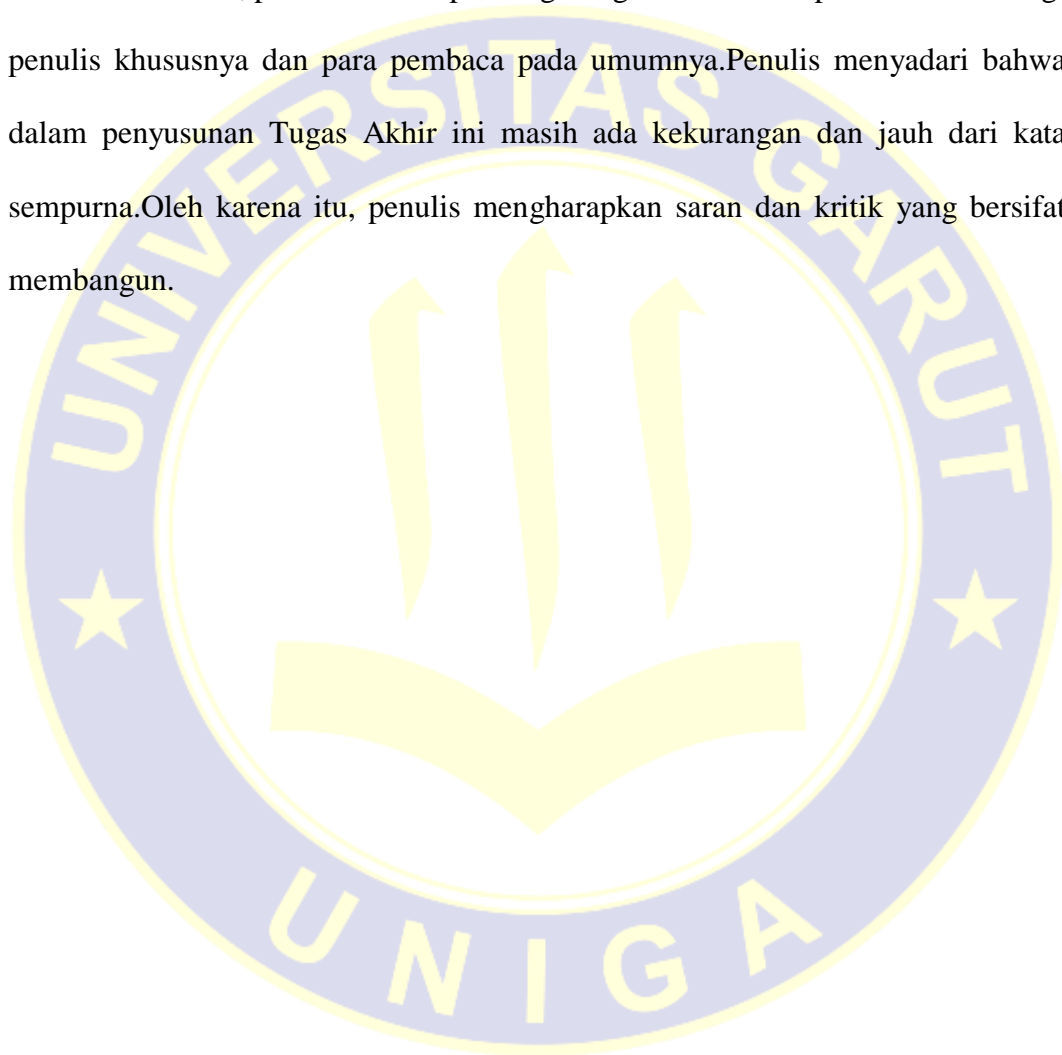 penulis khususnya dan para pembaca pada umumnya.Penulis menyadari bahwa
dalam penyusunan Tugas Akhir ini masih ada kekurangan dan jauh dari kata
sempurna.Oleh karena itu, penulis mengharapkan saran dan kritik yang bersifat
membangun.
UNIVERSITAS GARUT
UNIGA